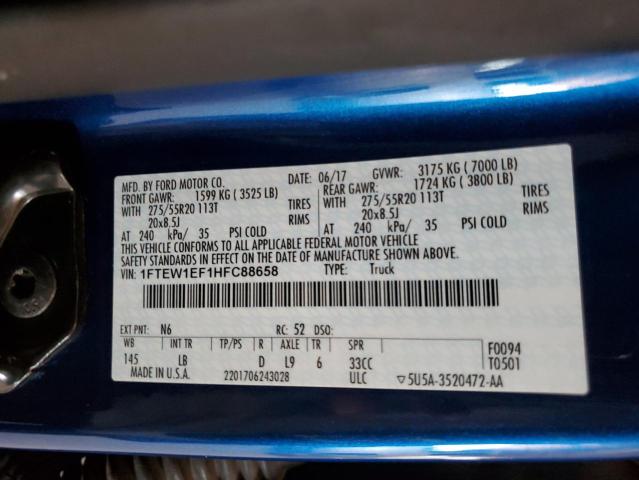 MFD. BY FORD MOTOR CO. DATE: 06/17 GVWR: 3175 KG ( 7000 LB)
FRONT GAWR: 1599 KG ( 3525 LB) REAR GAWR: 1724 KG ( 3800 LB)
WITH 275/55R20 113T TIRES WITH 275/55R20 113T TIRES
20x8.5J RIMS 20x8.5J RIMS
AT 240 kPa/ 35 PSI COLD AT 240 kPa/ 35 PSI COLD
THIS VEHICLE CONFORMS TO ALL APPLICABLE FEDERAL MOTOR VEHICLE
SAFETY STANDARDS IN EFFECT ON THE DATE OF MANUFACTURE SHOWN ABOVE.
VIN: 1FTEW1EF1HFC88658 TYPE: Truck
EXT PNT: N6 RC: 52 DSO:
WB INT TR TP/PS R AXLE TR SPR F0094
145 LB D L9 6 33CC T0501
MADE IN U.S.A. 2201706243028 ULC ▽5U5A-3520472-AA